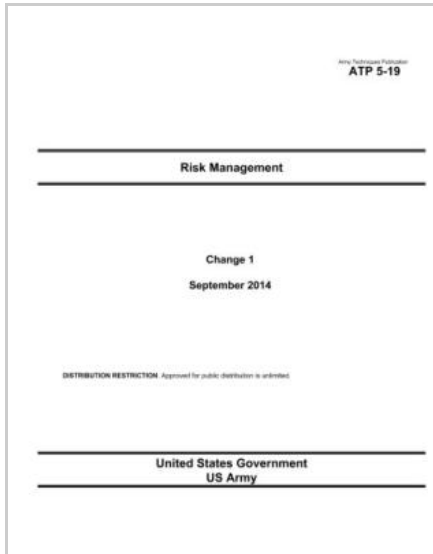 Army Techniques Publication
ATP 5-19
Risk Management
Change 1
September 2014
DISTRIBUTION RESTRICTION. Approved for public distribution is unlimited.
United States Government
US Army